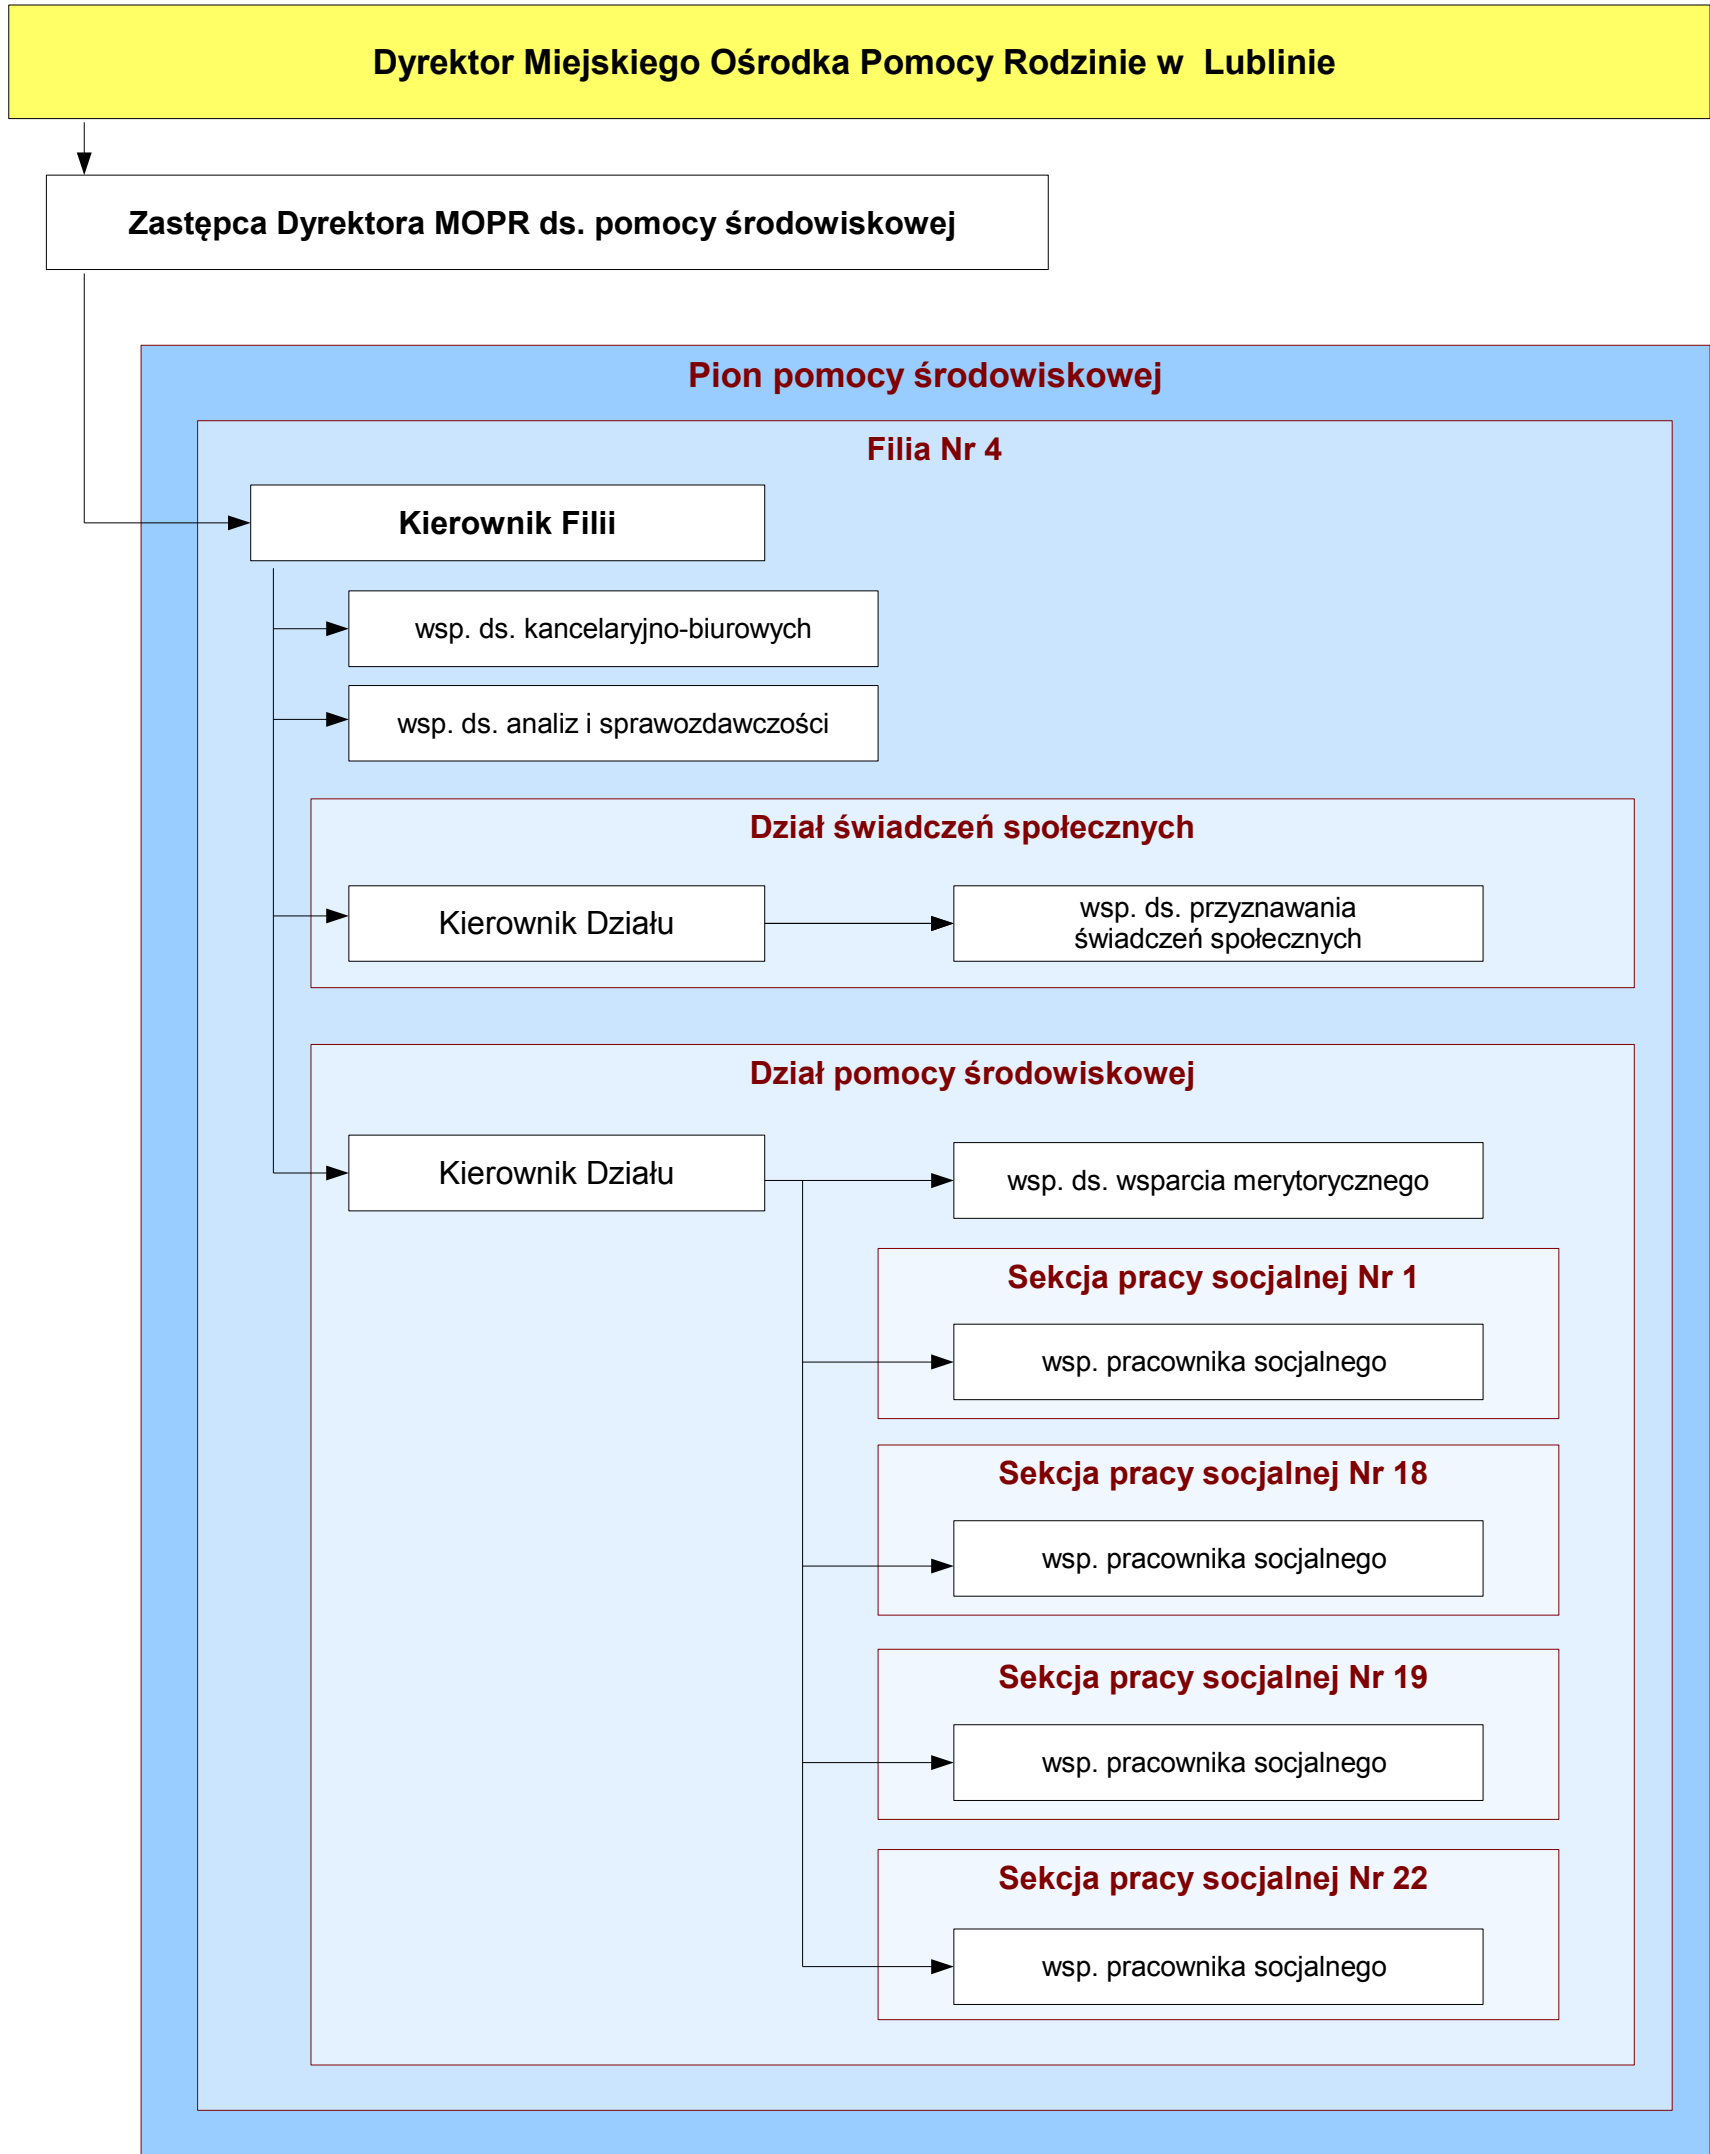 Dyrektor Miejskiego Ośrodka Pomocy Rodzinie w  Lublinie
Zastępca Dyrektora MOPR ds. pomocy środowiskowej
Pion pomocy środowiskowej
Filia Nr 4
Kierownik Filii
wsp. ds. kancelaryjno-biurowych
wsp. ds. analiz i sprawozdawczości
Dział świadczeń społecznych
Kierownik Działu
wsp. ds. przyznawania
świadczeń społecznych
Dział pomocy środowiskowej
Kierownik Działu
wsp. ds. wsparcia merytorycznego
Sekcja pracy socjalnej Nr 1
wsp. pracownika socjalnego
Sekcja pracy socjalnej Nr 18
wsp. pracownika socjalnego
Sekcja pracy socjalnej Nr 19
wsp. pracownika socjalnego
Sekcja pracy socjalnej Nr 22
wsp. pracownika socjalnego